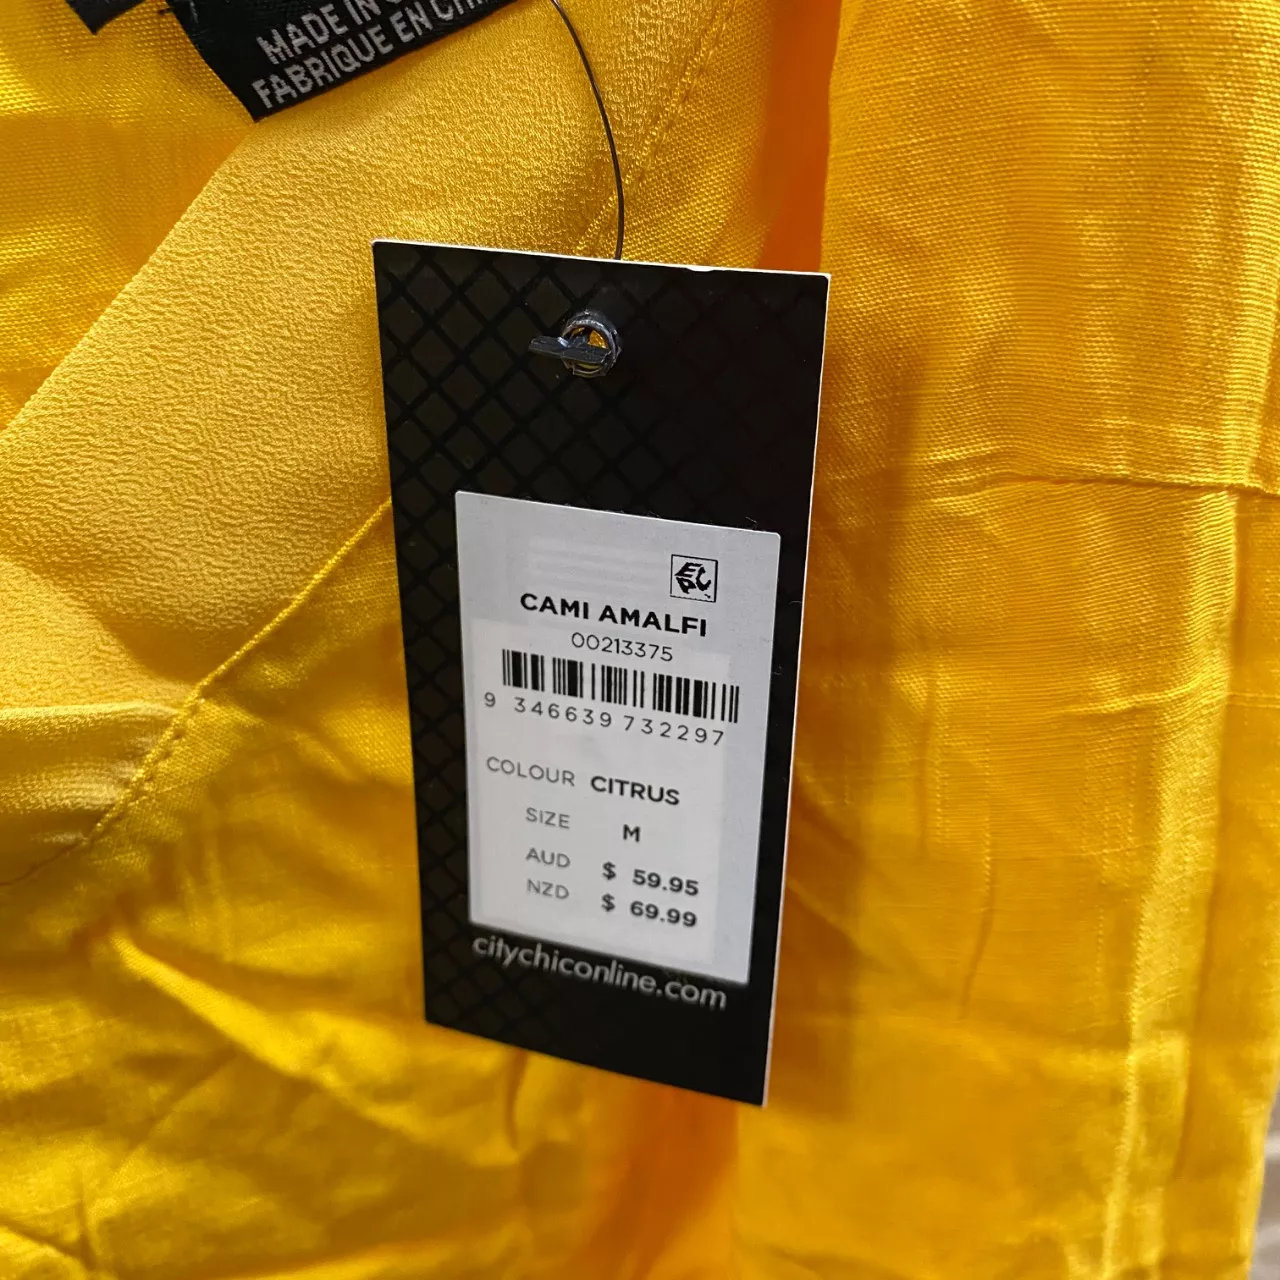 MADE IN
FABRIQUE EN
CAMI AMALFI
00213375
9 346639 732297
COLOUR CITRUS
SIZE M
AUD $ 59.95
NZD $ 69.99
citychiconline.com